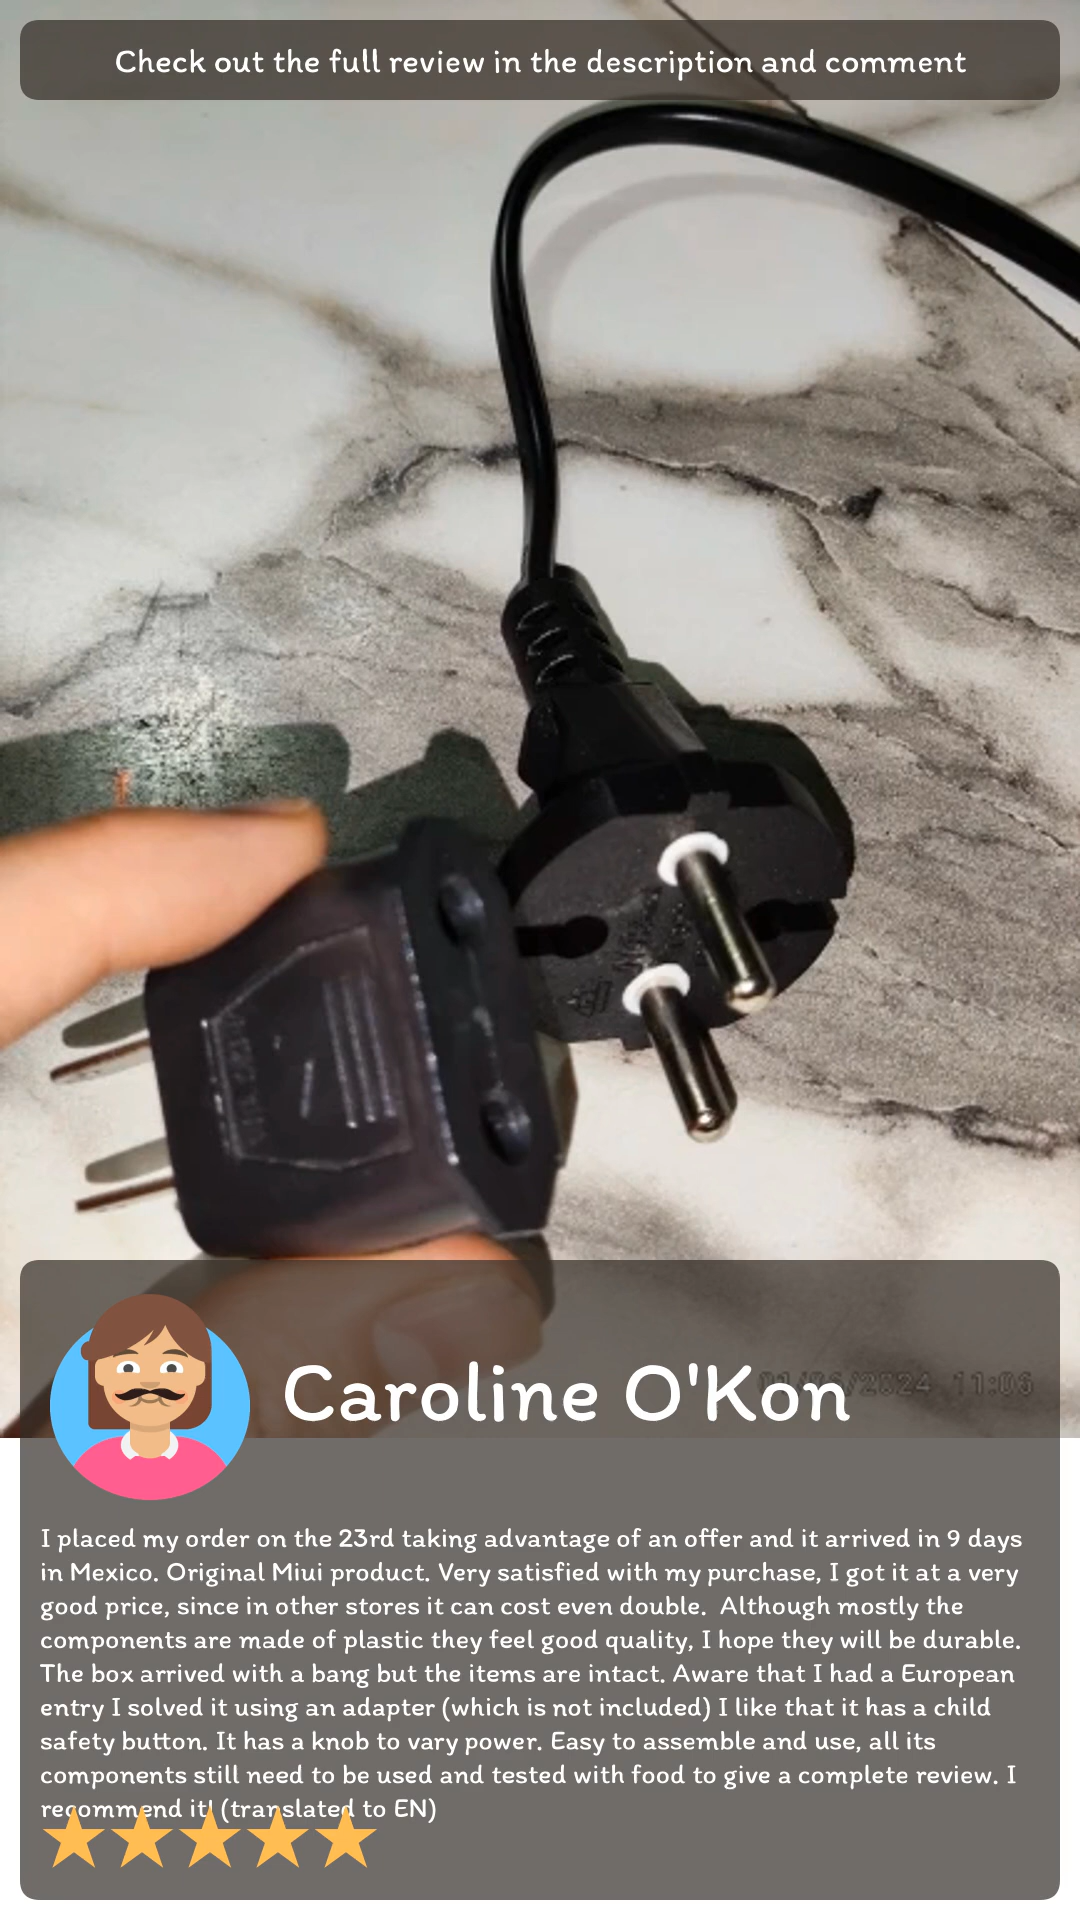 Check out the full review in the description and comment
Caroline O'Kon
2024 11:06
I placed my order on the 23rd taking advantage of an offer and it arrived in 9 days
in Mexico. Original Miui product. Very satisfied with my purchase, I got it at a very
good price, since in other stores it can cost even double.  Although mostly the
components are made of plastic they feel good quality, I hope they will be durable.
The box arrived with a bang but the items are intact. Aware that I had a European
entry I solved it using an adapter (which is not included) I like that it has a child
safety button. It has a knob to vary power. Easy to assemble and use, all its
components still need to be used and tested with food to give a complete review. I
recommend it! (translated to EN)